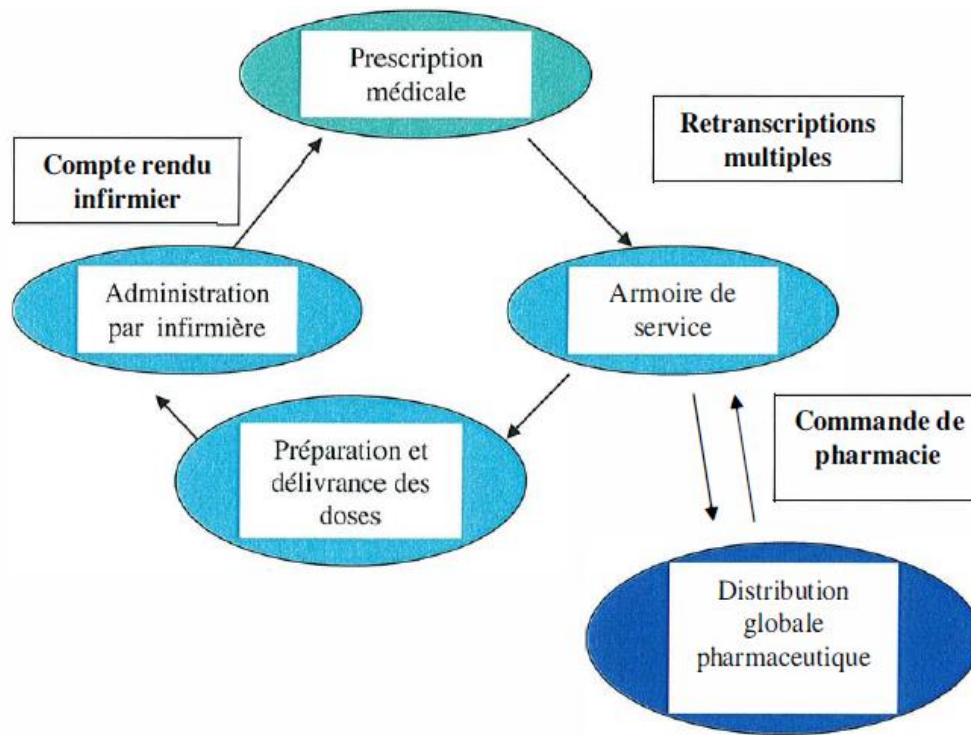 Prescription
médicale
Retranscriptions
multiples
Compte rendu
infirmier
Administration
par infirmière
Armoire de
service
Préparation et
délivrance des
doses
Commande de
pharmacie
Distribution
globale
pharmaceutique